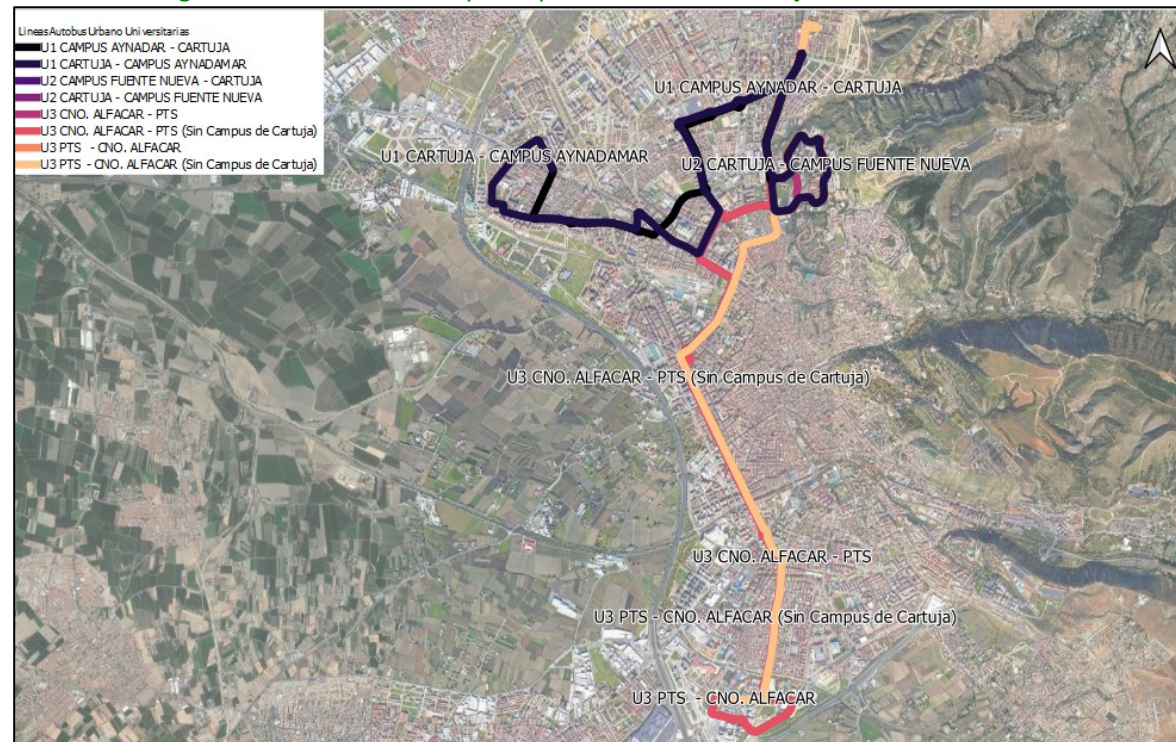 LineasAutobusUrbano Universitarias
U1 CAMPUS AYNADAR - CARTUJA
U1 CARTUJA - CAMPUS AYNADAMAR
U2 CAMPUS FUENTE NUEVA - CARTUJA
U2 CARTUJA - CAMPUS FUENTE NUEVA
U3 CNO. ALFACAR - PTS
U3 CNO. ALFACAR - PTS (Sin Campus de Cartuja)
U3 PTS - CNO. ALFACAR
U3 PTS - CNO. ALFACAR (Sin Campus de Cartuja)
U1 CAMPUS AYNADAR - CARTUJA
U1 CARTUJA - CAMPUS AYNADAMAR
U2 CARTUJA - CAMPUS FUENTE NUEVA
U3 CNO. ALFACAR - PTS (Sin Campus de Cartuja)
U3 CNO. ALFACAR - PTS
U3 PTS - CNO. ALFACAR (Sin Campus de Cartuja)
U3 PTS - CNO. ALFACAR